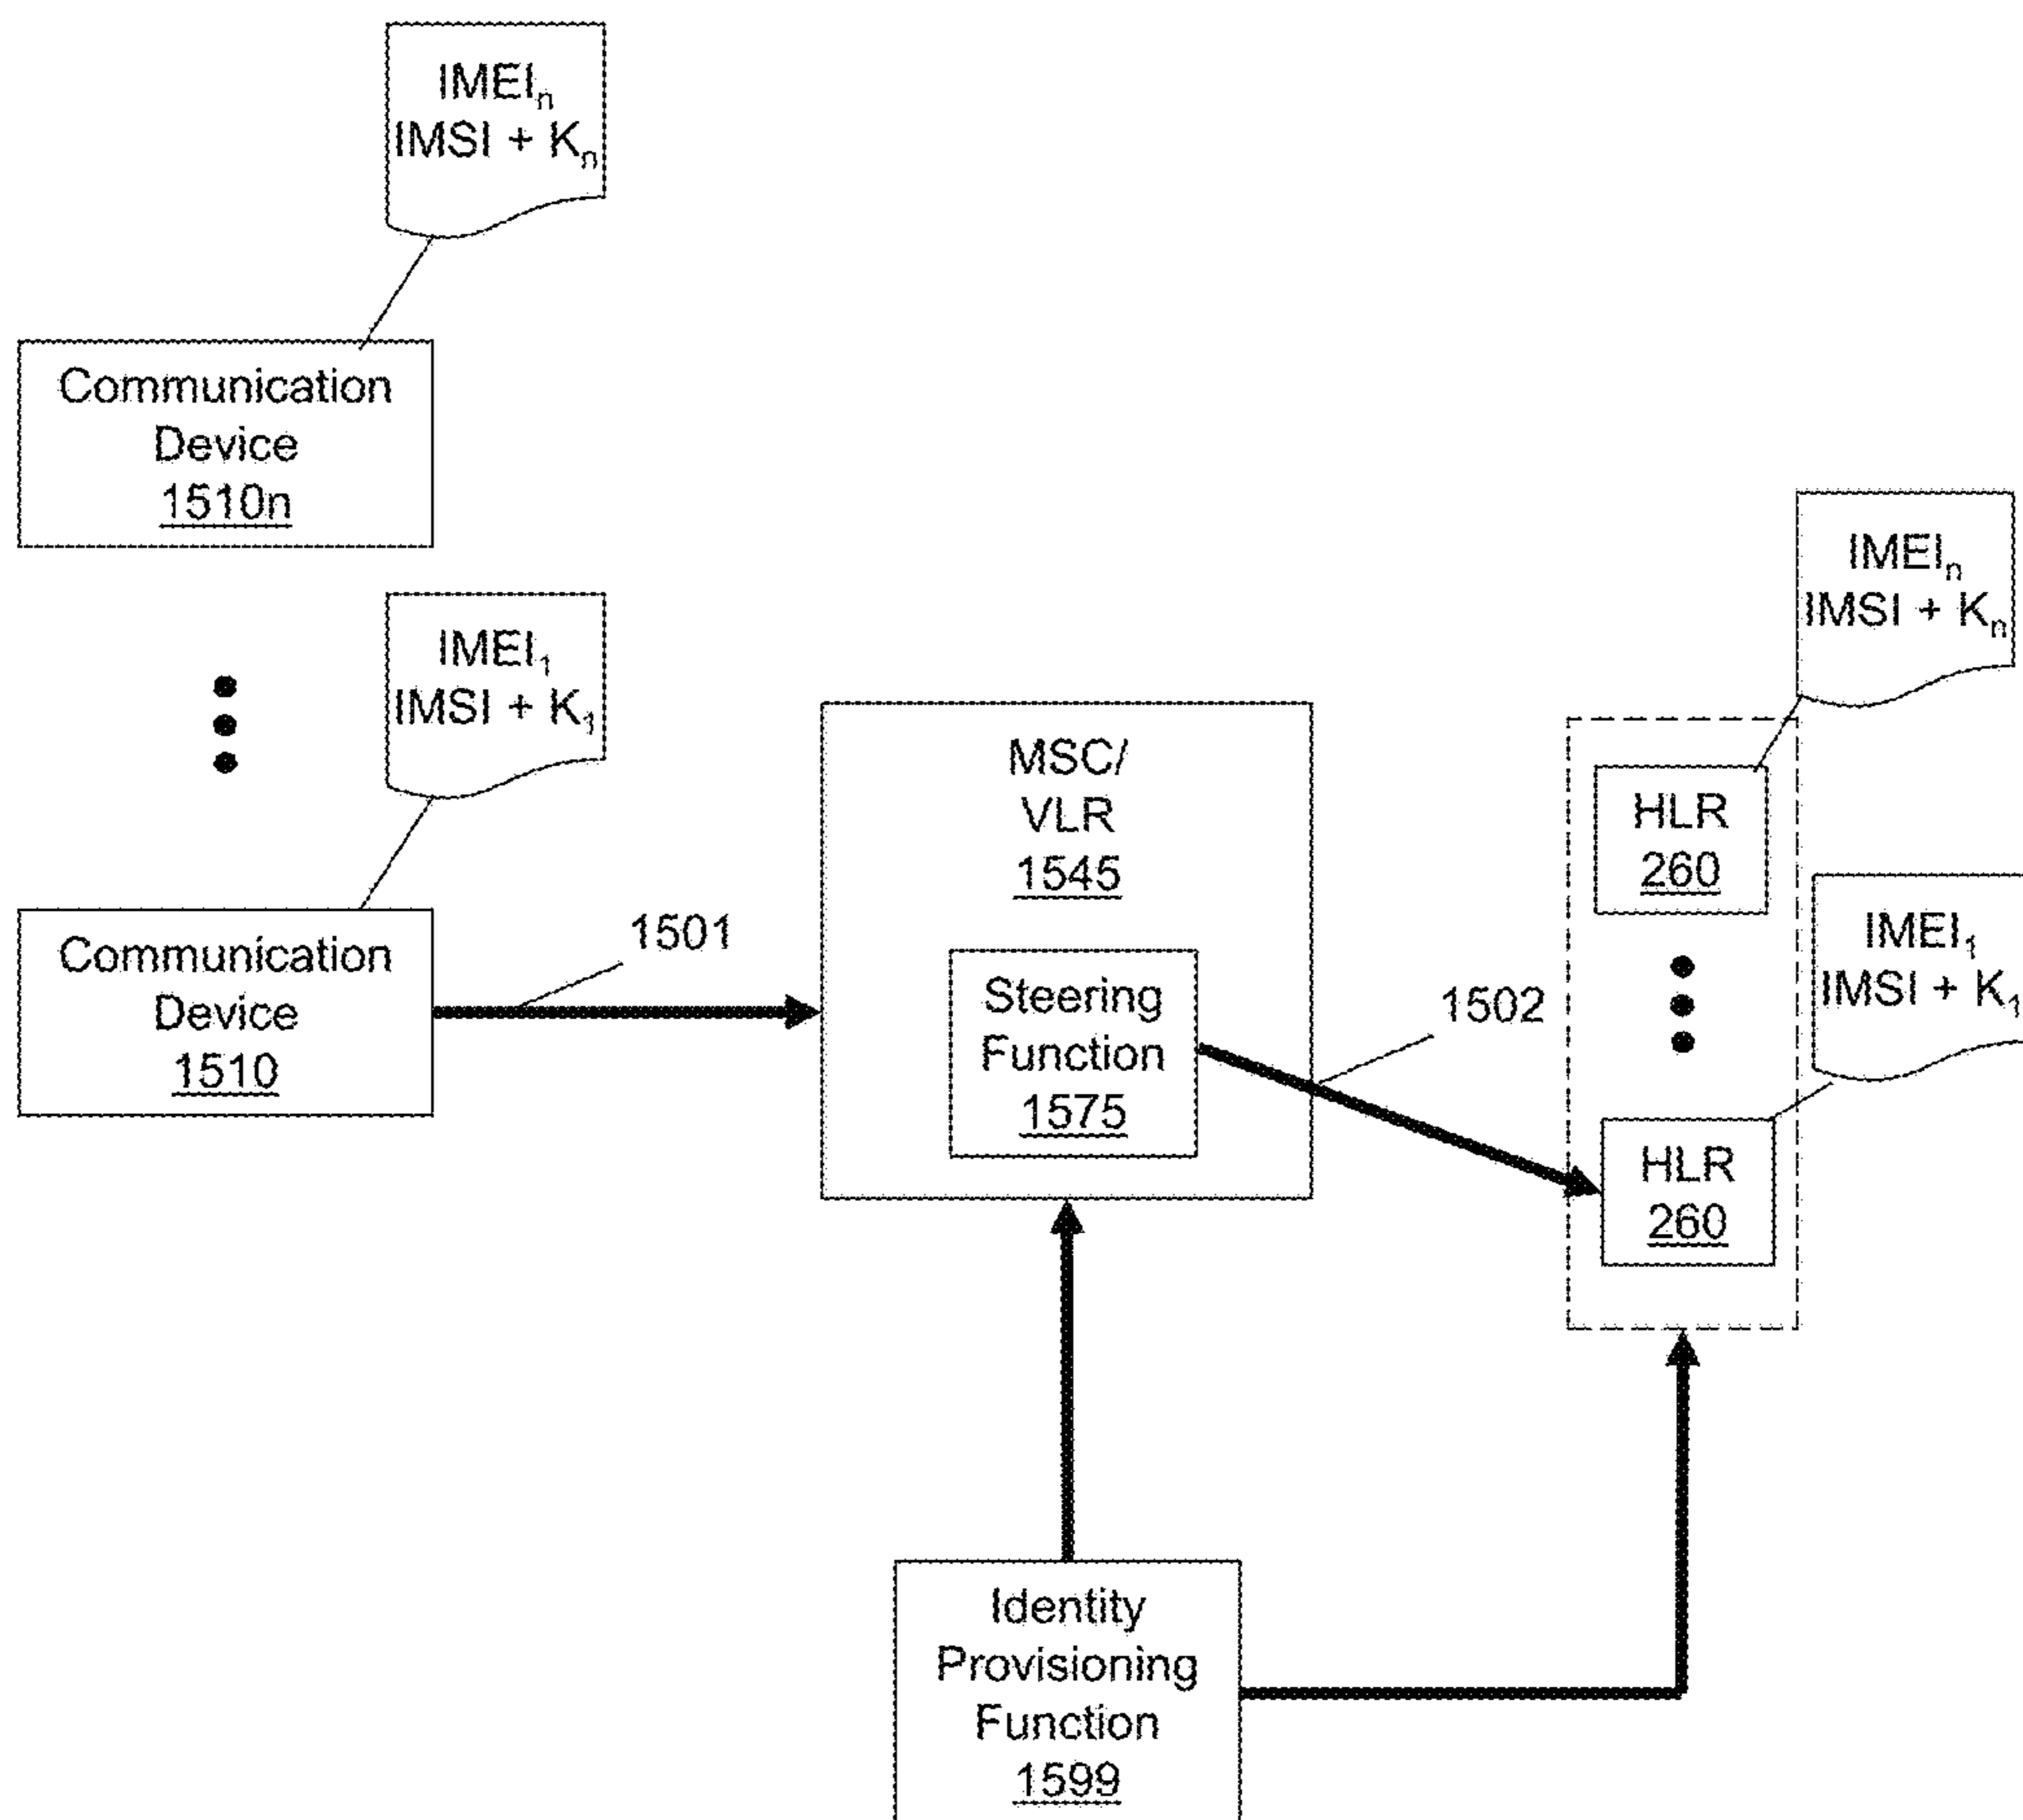 IMEIₙ
IMSI + Kₙ
Communication
Device
1510n
IMEI₁
IMSI + K₁
Communication
Device
1510
1501
MSC/
VLR
1545
Steering
Function
1575
1502
IMEIₙ
IMSI + Kₙ
HLR
260
IMEI₁
IMSI + K₁
HLR
260
Identity
Provisioning
Function
1599